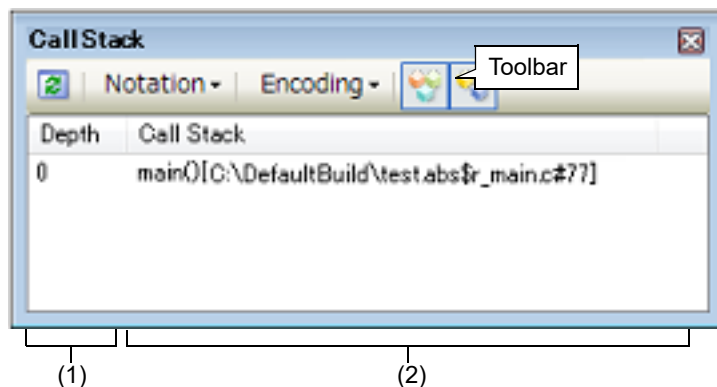 Call Stack
Notation Encoding Toolbar
Depth Call Stack
0 main()[C:\DefaultBuild\test.abs$r_main.c#77]
(1) (2)